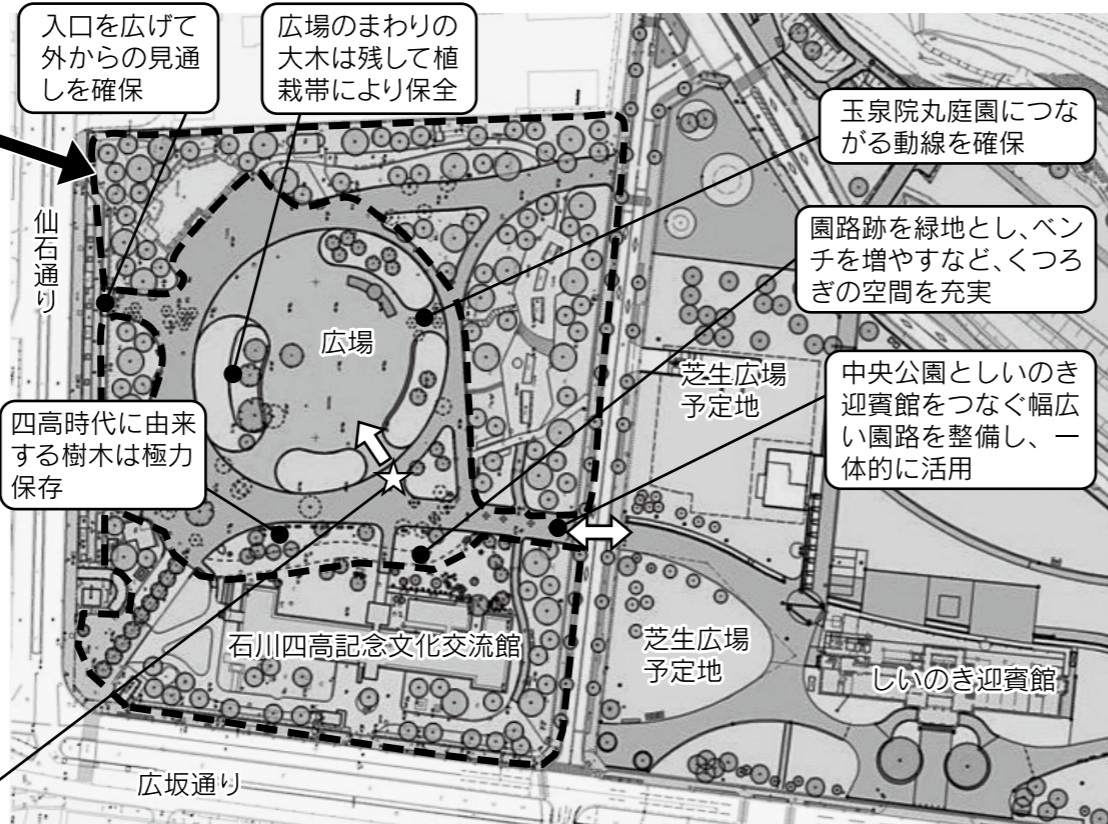 入口を広げて
外からの見通
しを確保
広場のまわりの
大木は残して植
栽帯により保全
玉泉院丸庭園につな
がる動線を確保
仙石通り
園路跡を緑地とし、ベン
チを増やすなど、くつろ
ぎの空間を充実
広場
芝生広場
予定地
中央公園としいのき
迎賓館をつなぐ幅広
い園路を整備し、一
体的に活用
四高時代に由来
する樹木は極力
保存
石川四高記念文化交流館
芝生広場
予定地
しいのき迎賓館
広坂通り